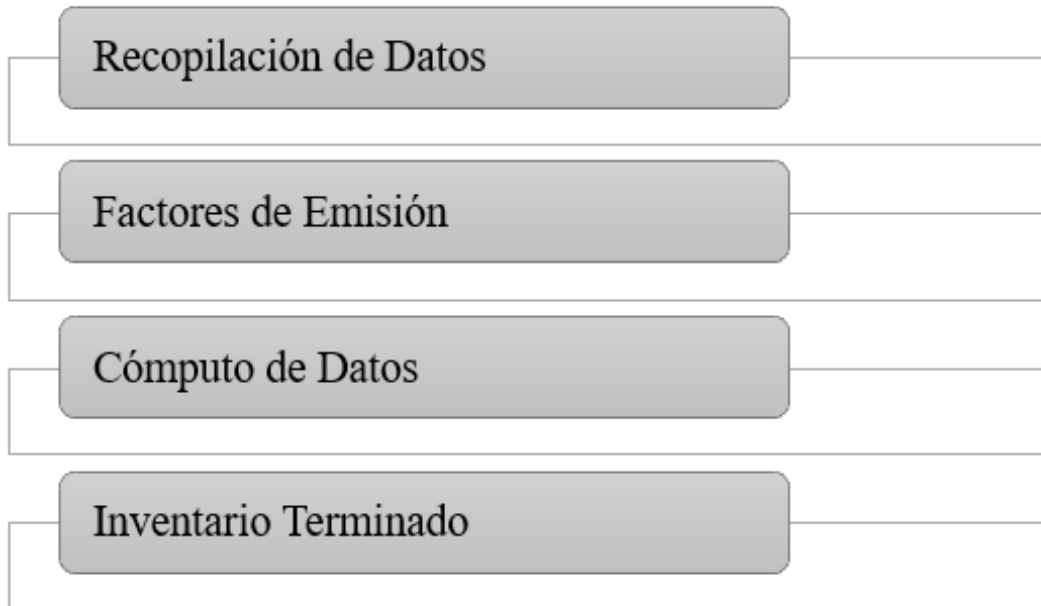 Recopilación de Datos
Factores de Emisión
Cómputo de Datos
Inventario Terminado